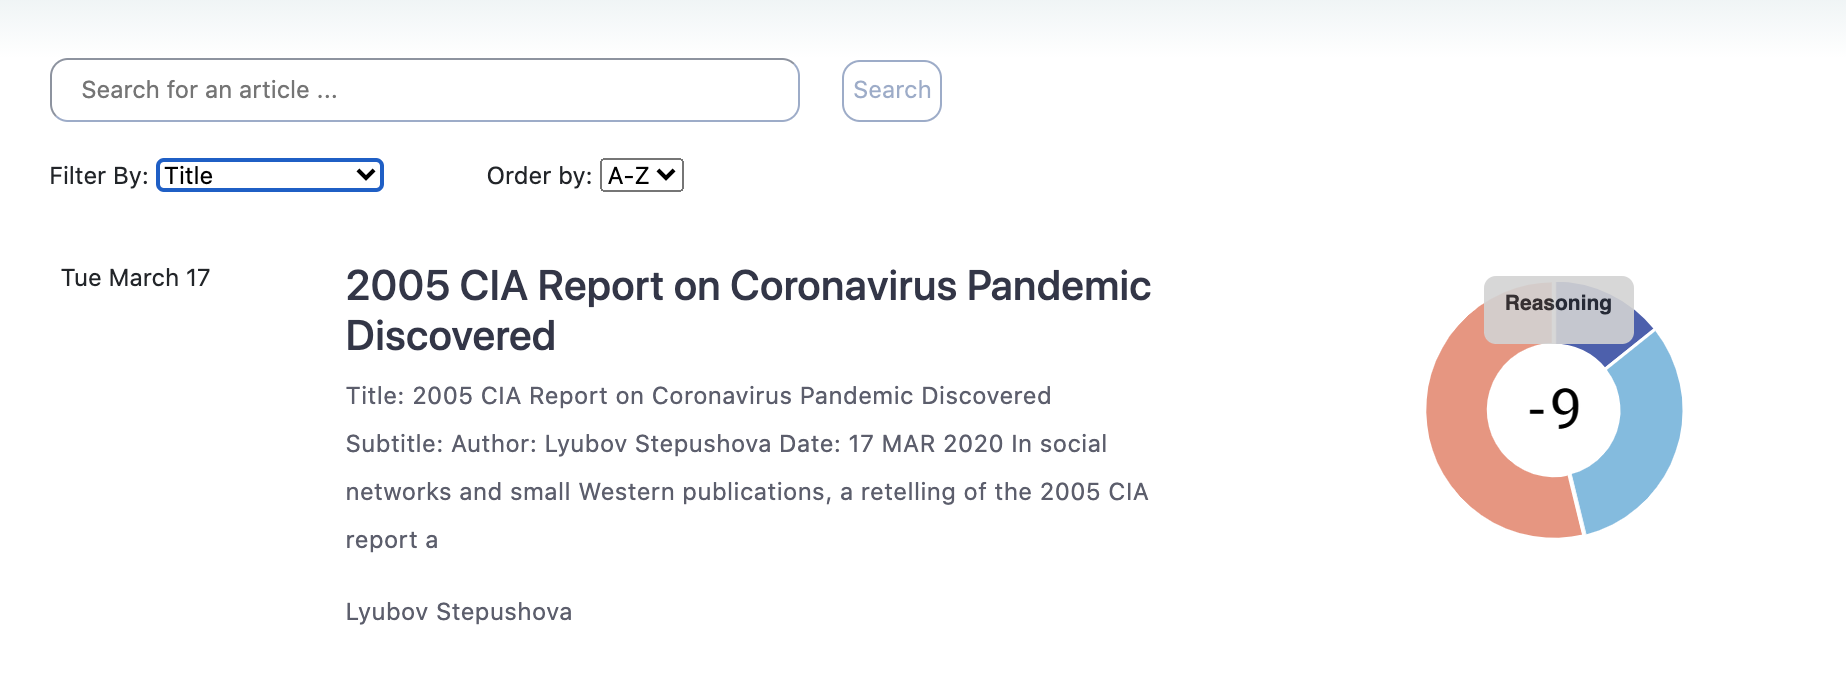 Search for an article ...
Search
Filter By: Title
Order by: A-Z
Tue March 17
2005 CIA Report on Coronavirus Pandemic
Discovered
Title: 2005 CIA Report on Coronavirus Pandemic Discovered
Subtitle: Author: Lyubov Stepushova Date: 17 MAR 2020 In social
networks and small Western publications, a retelling of the 2005 CIA
report a
Lyubov Stepushova
Reasoning
-9